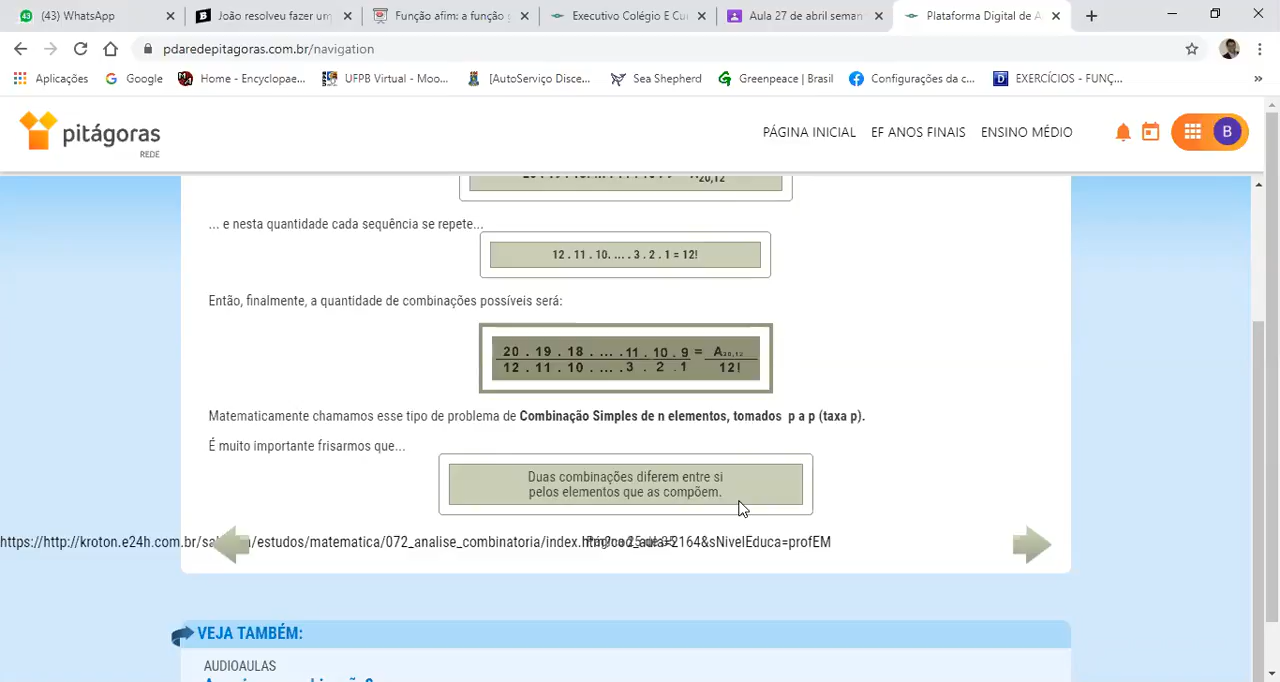 (43) WhatsApp
João resolveu fazer um
Função afim: a função
Executivo Colégio E Cu
Aula 27 de abril seman
Plataforma Digital de A
pdaredepitagoras.com.br/navigation
Aplicações
Google
Home - Encyclopae...
UFPB Virtual - Moo...
[AutoServiço Disce...
Sea Shepherd
Greenpeace | Brasil
Configurações da c...
EXERCÍCIOS - FUNÇ...
»
pitágoras
REDE
PÁGINA INICIAL
EF ANOS FINAIS
ENSINO MÉDIO
B
... e nesta quantidade cada sequência se repete...
12 . 11 . 10. ... . 3 . 2 . 1 = 12!
Então, finalmente, a quantidade de combinações possíveis será:
20 . 19 . 18 . ... . 11 . 10 . 9 = A20,12
12 . 11 . 10 . ... . 3 . 2 . 1 12!
Matematicamente chamamos esse tipo de problema de Combinação Simples de n elementos, tomados p a p (taxa p).
É muito importante frisarmos que...
Duas combinações diferem entre si
pelos elementos que as compõem.
VEJA TAMBÉM:
AUDIOAULAS